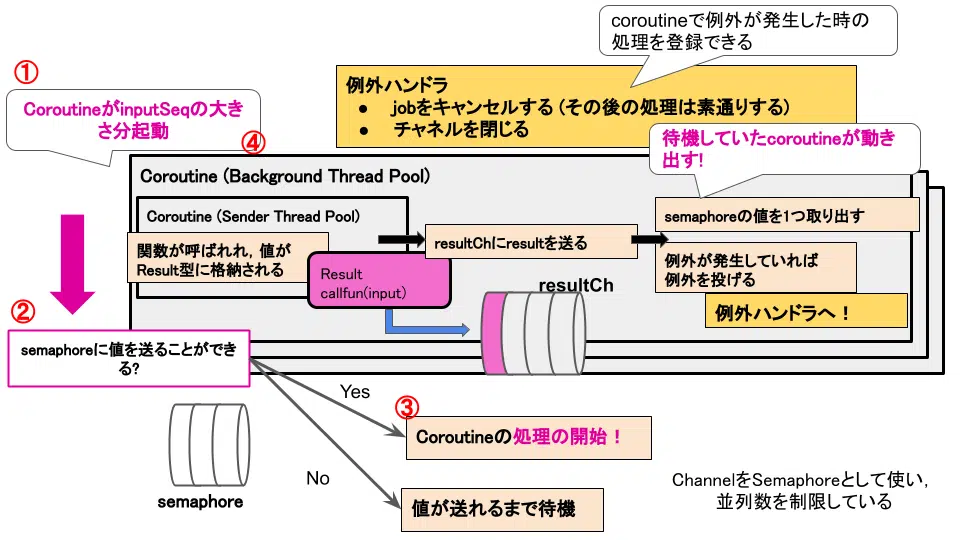 coroutineで例外が発生した時の
処理を登録できる
①
例外ハンドラ
● jobをキャンセルする (その後の処理は素通りする)
● チャネルを閉じる
CoroutineがinputSeqの大き
さ分起動
④
待機していたcoroutineが動き
出す!
Coroutine (Background Thread Pool)
Coroutine (Sender Thread Pool)
semaphoreの値を1つ取り出す
関数が呼ばれれ, 値が
Result型に格納される
resultChにresultを送る
例外が発生していれば
例外を投げる
Result
callfun(input)
resultCh
例外ハンドラへ！
②
semaphoreに値を送ることができ
る?
Yes
③
Coroutineの処理の開始！
No
semaphore
値が送れるまで待機
ChannelをSemaphoreとして使い,
並列数を制限している